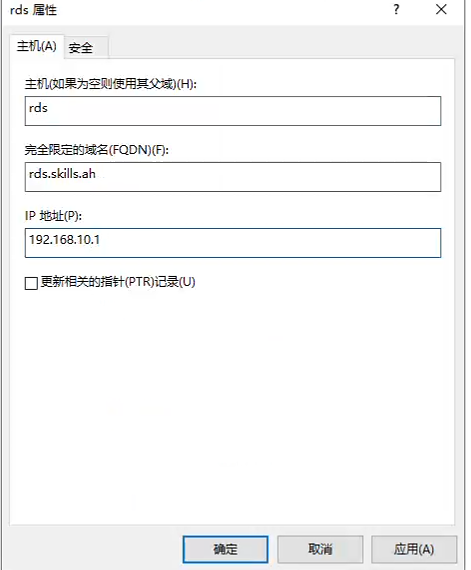 rds 属性
主机(A) 安全
主机(如果为空则使用其父域)(H):
rds
完全限定的域名(FQDN)(F):
rds.skills.ah
IP 地址(P):
192.168.10.1
更新相关的指针(PTR)记录(U)
确定 取消 应用(A)